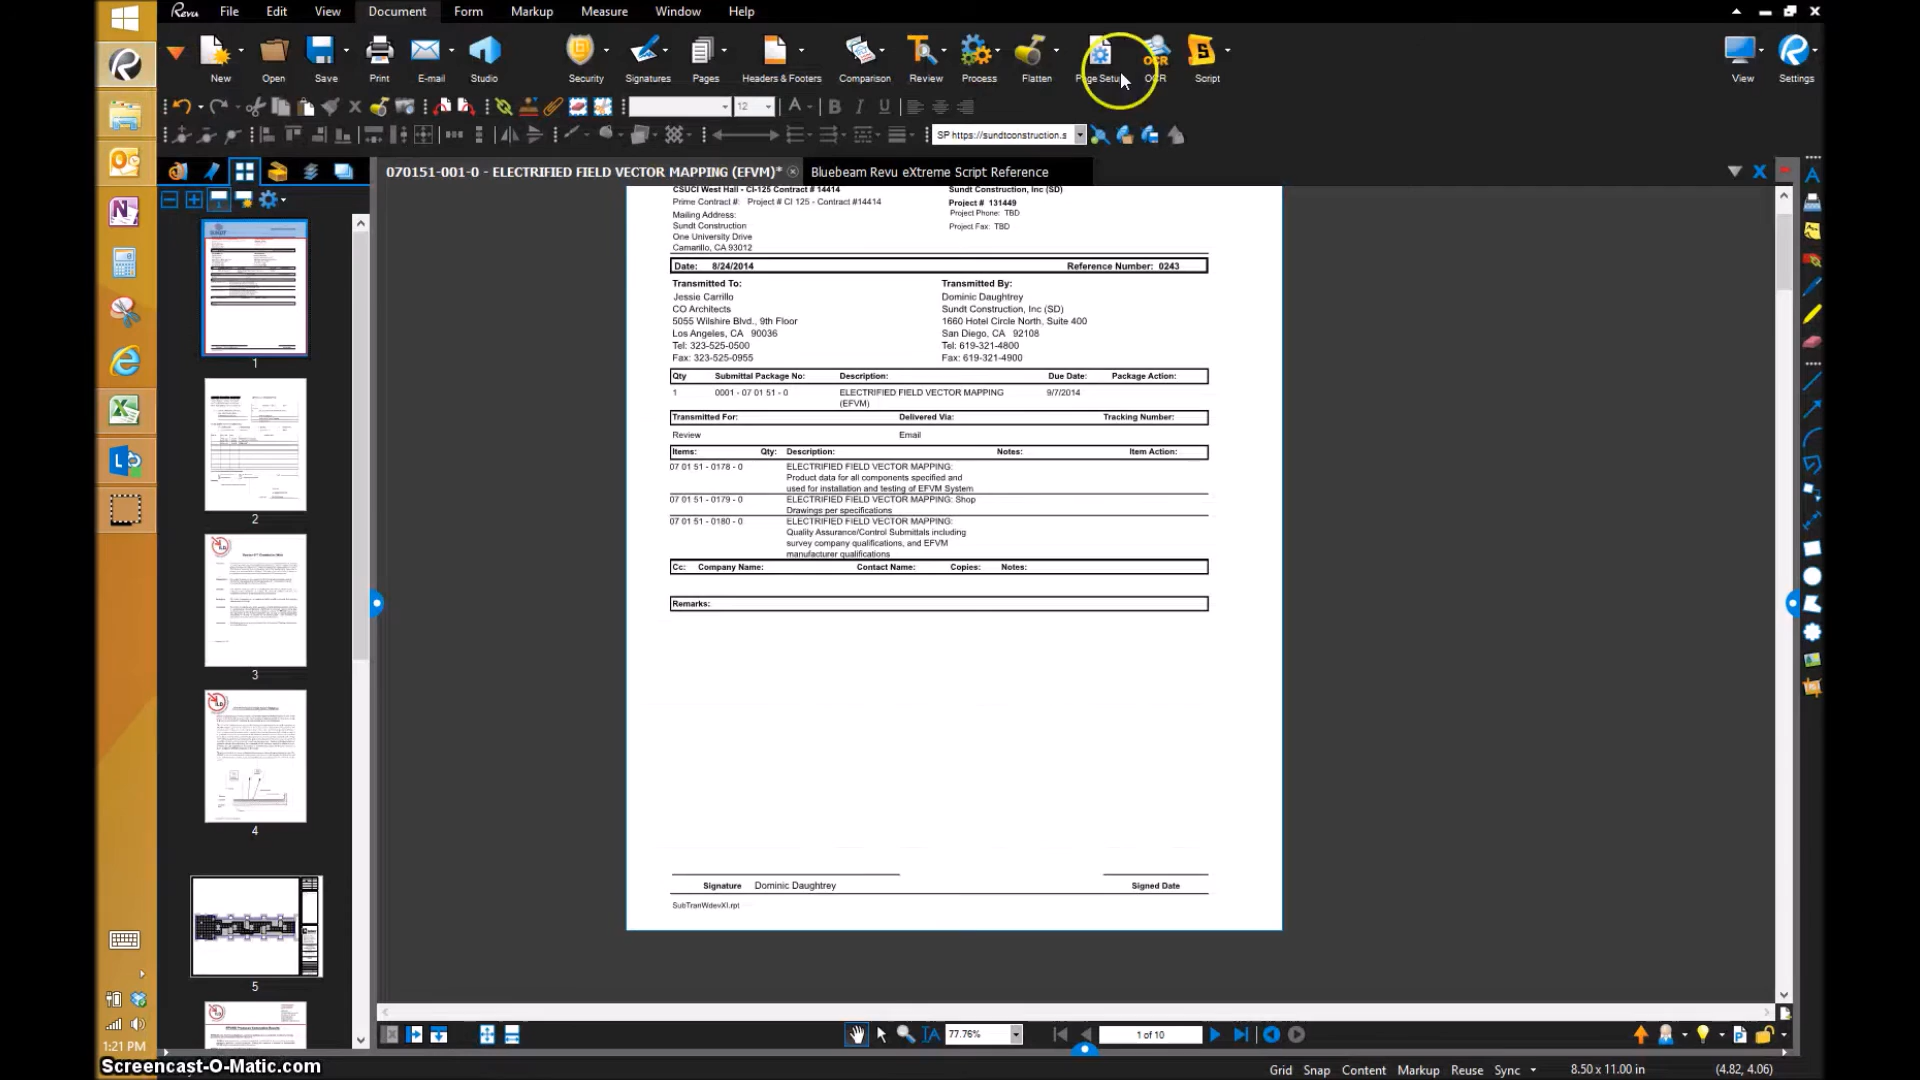 Revu File Edit View Document Form Markup Measure Window Help
New Open Save Print E-mail Studio Security Signatures Pages Headers & Footers Comparison Review Process Flatten Page Setup OCR Script View Settings
12
SP https://sundtconstruction.s
070151-001-0 - ELECTRIFIED FIELD VECTOR MAPPING (EFVM)*
Bluebeam Revu eXtreme Script Reference
CSUCI West Hall - CI-125 Contract # 14414
Sundt Construction, Inc (SD)
Prime Contract #: Project # CI 125 - Contract #14414
Project # 131449
Mailing Address:
Project Phone: TBD
Sundt Construction
Project Fax: TBD
One University Drive
Camarillo, CA 93012
Date: 8/24/2014 Reference Number: 0243
Transmitted To: Transmitted By:
Jessie Carrillo Dominic Daughtrey
CO Architects Sundt Construction, Inc (SD)
5055 Wilshire Blvd., 9th Floor 1660 Hotel Circle North, Suite 400
Los Angeles, CA 90036 San Diego, CA 92108
Tel: 323-525-0500 Tel: 619-321-4800
Fax: 323-525-0955 Fax: 619-321-4900
Qty Submittal Package No: Description: Due Date: Package Action:
1 0001 - 07 01 51 - 0 ELECTRIFIED FIELD VECTOR MAPPING 9/7/2014
(EFVM)
Transmitted For: Delivered Via: Tracking Number:
Review Email
Items: Qty: Description: Notes: Item Action:
07 01 51 - 0178 - 0 ELECTRIFIED FIELD VECTOR MAPPING:
Product data for all components specified and
used for installation and testing of EFVM System
07 01 51 - 0179 - 0 ELECTRIFIED FIELD VECTOR MAPPING: Shop
Drawings per specifications
07 01 51 - 0180 - 0 ELECTRIFIED FIELD VECTOR MAPPING:
Quality Assurance/Control Submittals including
survey company qualifications, and EFVM
manufacturer qualifications
Cc: Company Name: Contact Name: Copies: Notes:
Remarks:
Signature Dominic Daughtrey Signed Date
SubTranWdevXl.rpt
1
2
3
4
5
77.76%
1 of 10
1:21 PM
Screencast-O-Matic.com
Grid Snap Content Markup Reuse Sync 8.50 x 11.00 in (4.82, 4.06)